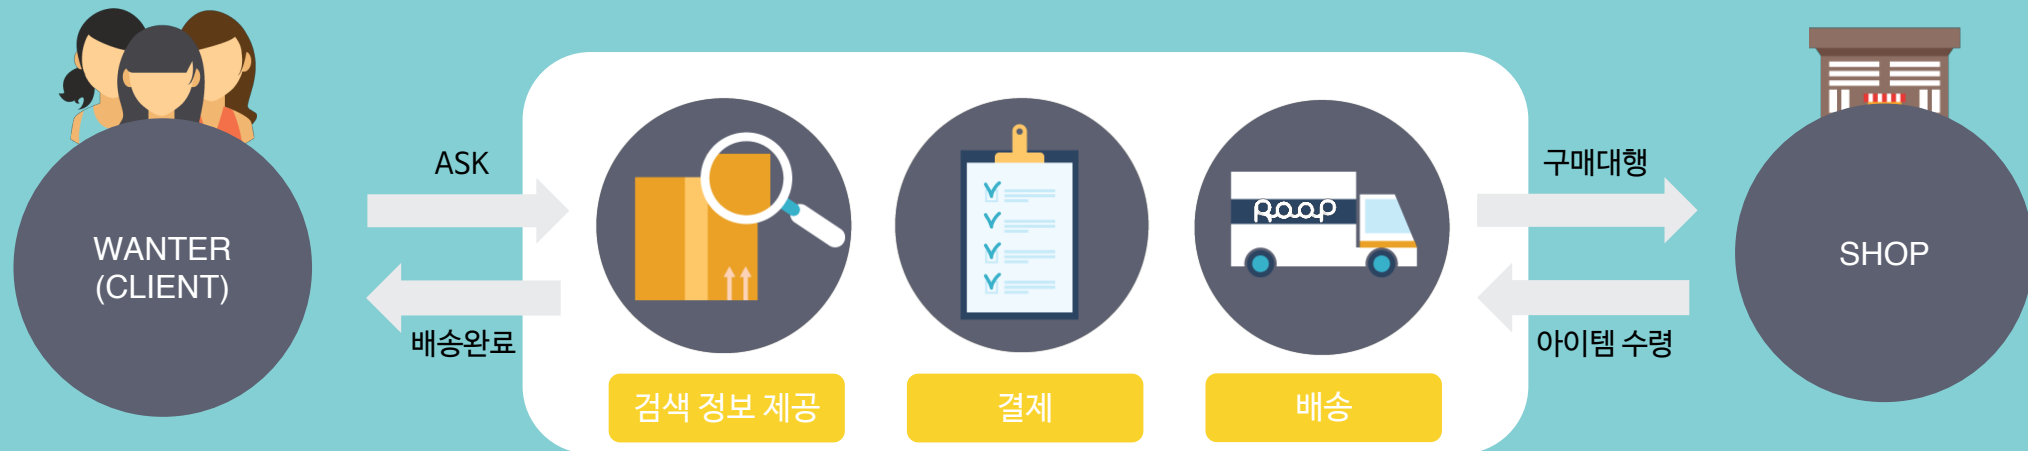 WANTER
(CLIENT)
ASK
배송완료
ROOP
검색 정보 제공
결제
배송
구매대행
아이템 수령
SHOP